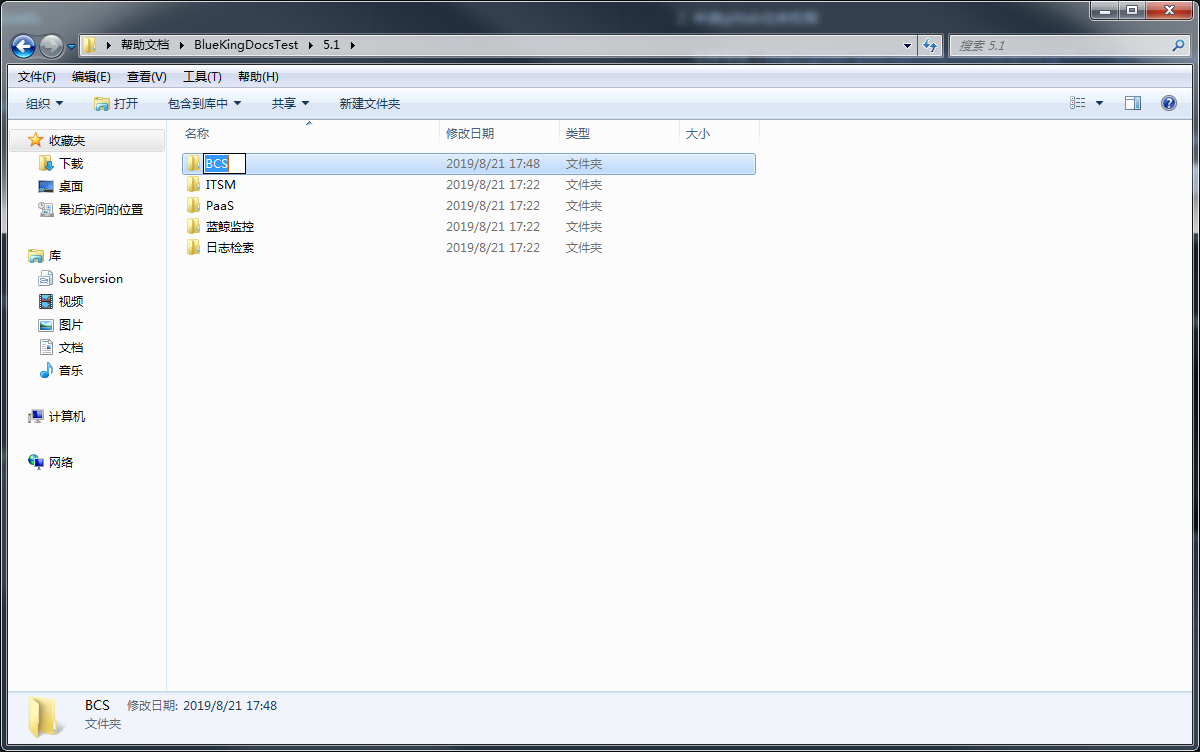 帮助文档 BlueKingDocsTest 5.1
搜索 5.1
文件(F) 编辑(E) 查看(V) 工具(T) 帮助(H)
组织 打开 包含到库中 共享 新建文件夹
名称 修改日期 类型 大小
收藏夹
下载
桌面
最近访问的位置
库
Subversion
视频
图片
文档
音乐
计算机
网络
BCS 2019/8/21 17:48 文件夹
ITSM 2019/8/21 17:22 文件夹
PaaS 2019/8/21 17:22 文件夹
蓝鲸监控 2019/8/21 17:22 文件夹
日志检索 2019/8/21 17:22 文件夹
BCS 修改日期: 2019/8/21 17:48
文件夹